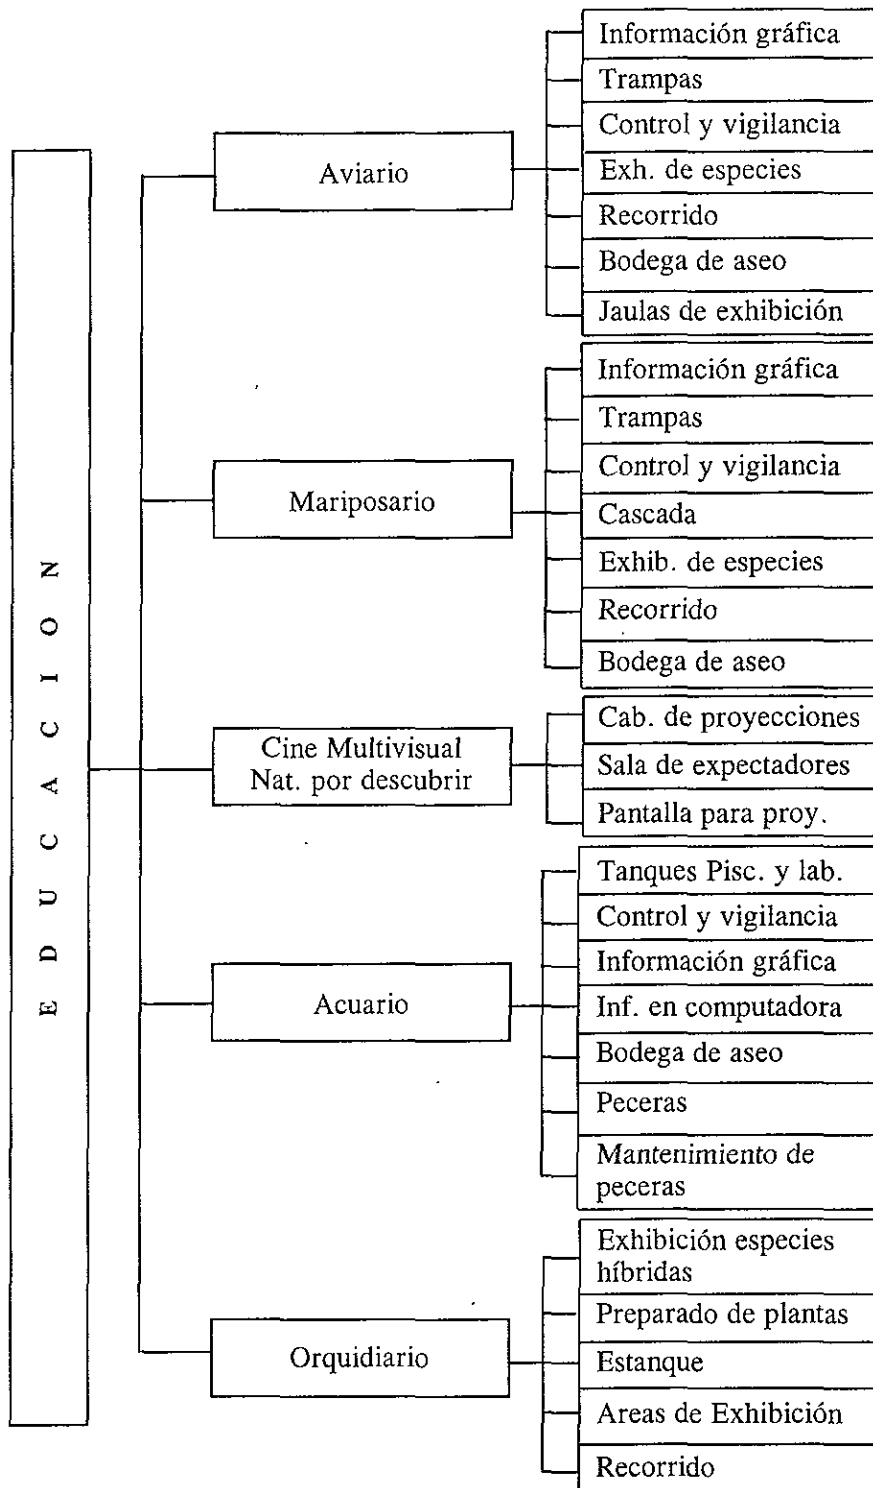 EDUCACION
Aviario
Información gráfica
Trampas
Control y vigilancia
Exh. de especies
Recorrido
Bodega de aseo
Jaulas de exhibición
Mariposario
Información gráfica
Trampas
Control y vigilancia
Cascada
Exhib. de especies
Recorrido
Bodega de aseo
Cine Multivisual
Nat. por descubrir
Cab. de proyecciones
Sala de expectadores
Pantalla para proy.
Acuario
Tanques Pisc. y lab.
Control y vigilancia
Información gráfica
Inf. en computadora
Bodega de aseo
Peceras
Mantenimiento de
peceras
Orquidiario
Exhibición especies
híbridas
Preparado de plantas
Estanque
Areas de Exhibición
Recorrido